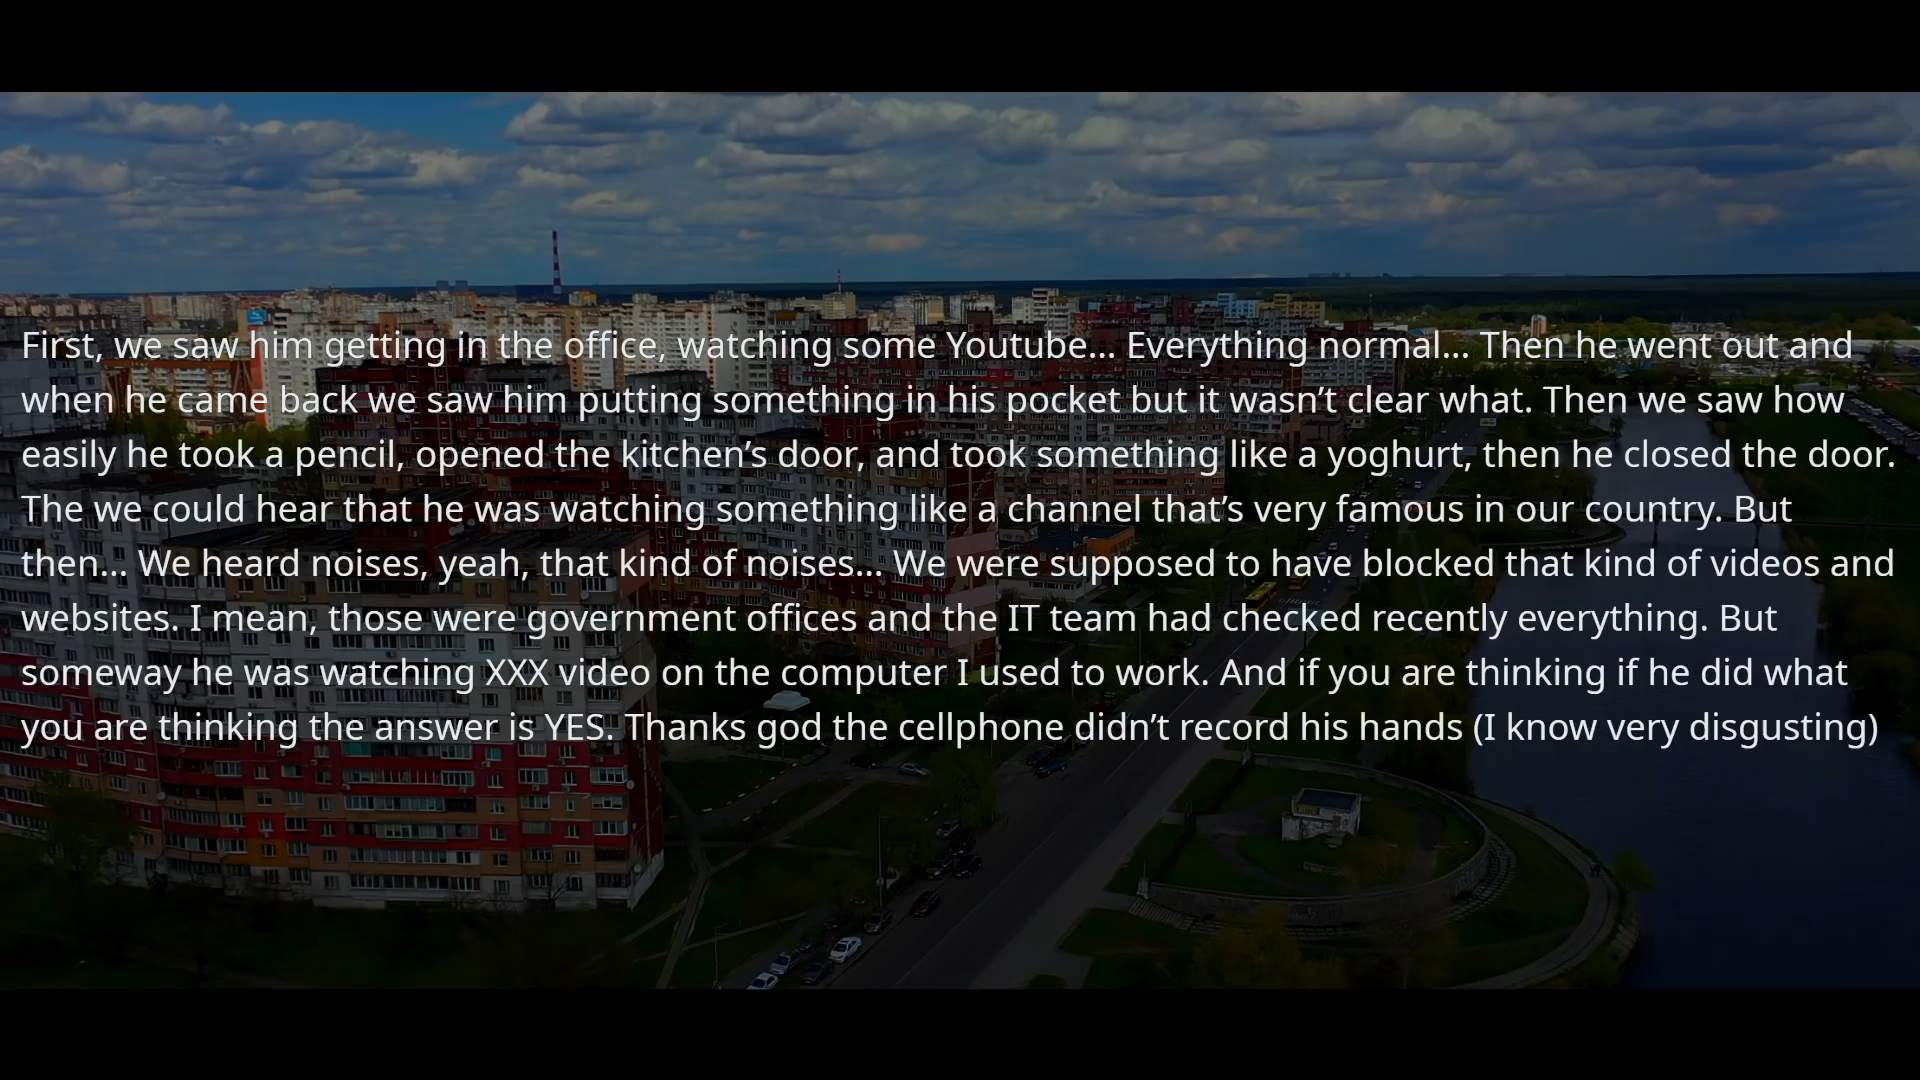 First, we saw him getting in the office, watching some Youtube... Everything normal... Then he went out and
when he came back we saw him putting something in his pocket but it wasn’t clear what. Then we saw how
easily he took a pencil, opened the kitchen’s door, and took something like a yoghurt, then he closed the door.
The we could hear that he was watching something like a channel that’s very famous in our country. But
then... We heard noises, yeah, that kind of noises... We were supposed to have blocked that kind of videos and
websites. I mean, those were government offices and the IT team had checked recently everything. But
someway he was watching XXX video on the computer I used to work. And if you are thinking if he did what
you are thinking the answer is YES. Thanks god the cellphone didn’t record his hands (I know very disgusting)